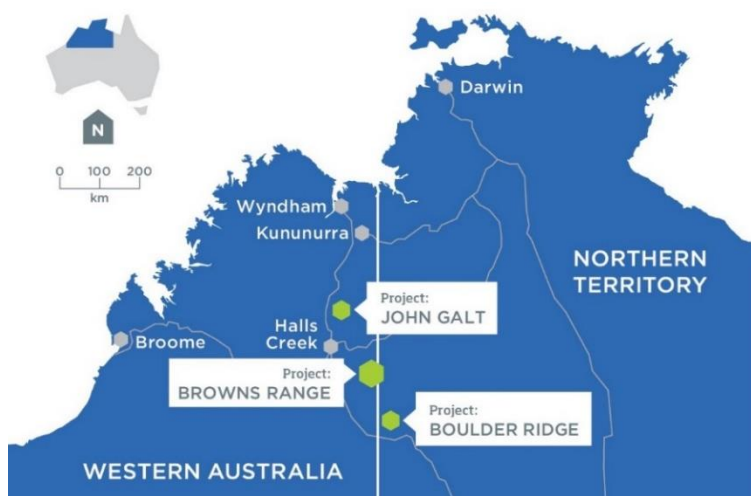 N
0 100 200
km
Darwin
Wyndham
Kununurra
NORTHERN
TERRITORY
Project:
JOHN GALT
Halls
Creek
Broome
Project:
BROWNS RANGE
Project:
BOULDER RIDGE
WESTERN AUSTRALIA